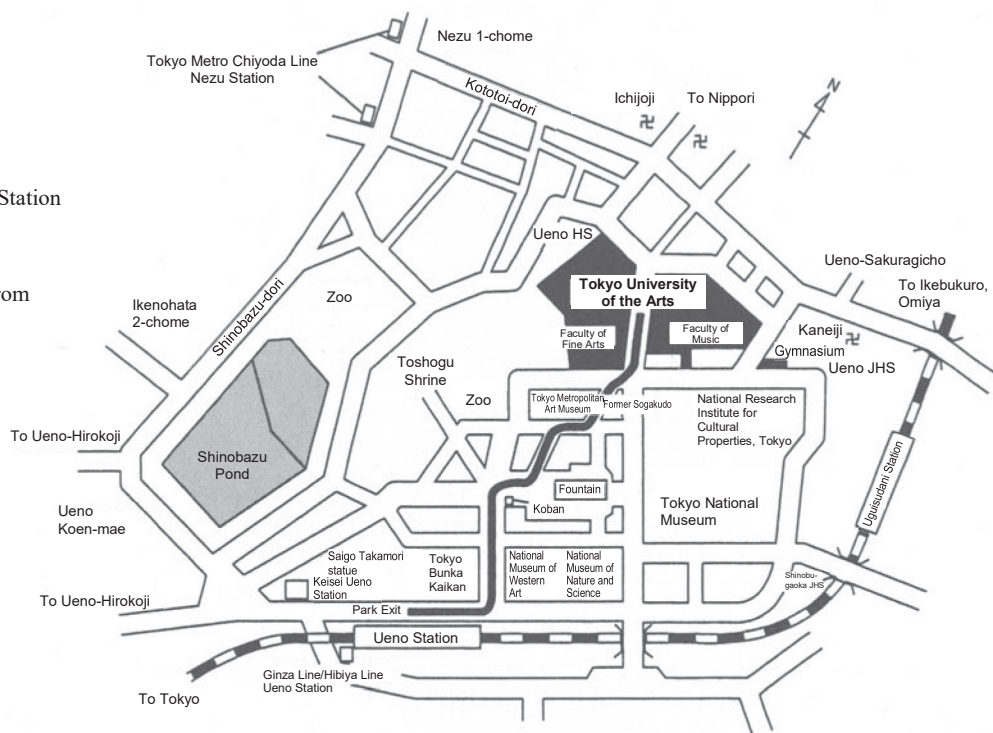 Nezu 1-chome
Tokyo Metro Chiyoda Line
Nezu Station
Kototoi-dori
Ichijoji
To Nippori
N
Station
Ueno HS
Tokyo University
of the Arts
Ueno-Sakuragicho
To Ikebukuro,
Omiya
rom
Ikenohata
2-chome
Shinobazu-dori
Zoo
Faculty of
Fine Arts
Faculty of
Music
Kaneiji
Gymnasium
Ueno JHS
Toshogu
Shrine
Zoo
Tokyo Metropolitan
Art Museum
Former Sogakudo
National Research
Institute for
Cultural
Properties, Tokyo
To Ueno-Hirokoji
Shinobazu
Pond
Uguisudani Station
Fountain
Koban
Tokyo National
Museum
Ueno
Koen-mae
Saigo Takamori
statue
Keisei Ueno
Station
Tokyo
Bunka
Kaikan
National
Museum of
Western
Art
National
Museum of
Nature and
Science
Shinobu-
gaoka JHS
To Ueno-Hirokoji
Park Exit
Ueno Station
Ginza Line/Hibiya Line
Ueno Station
To Tokyo